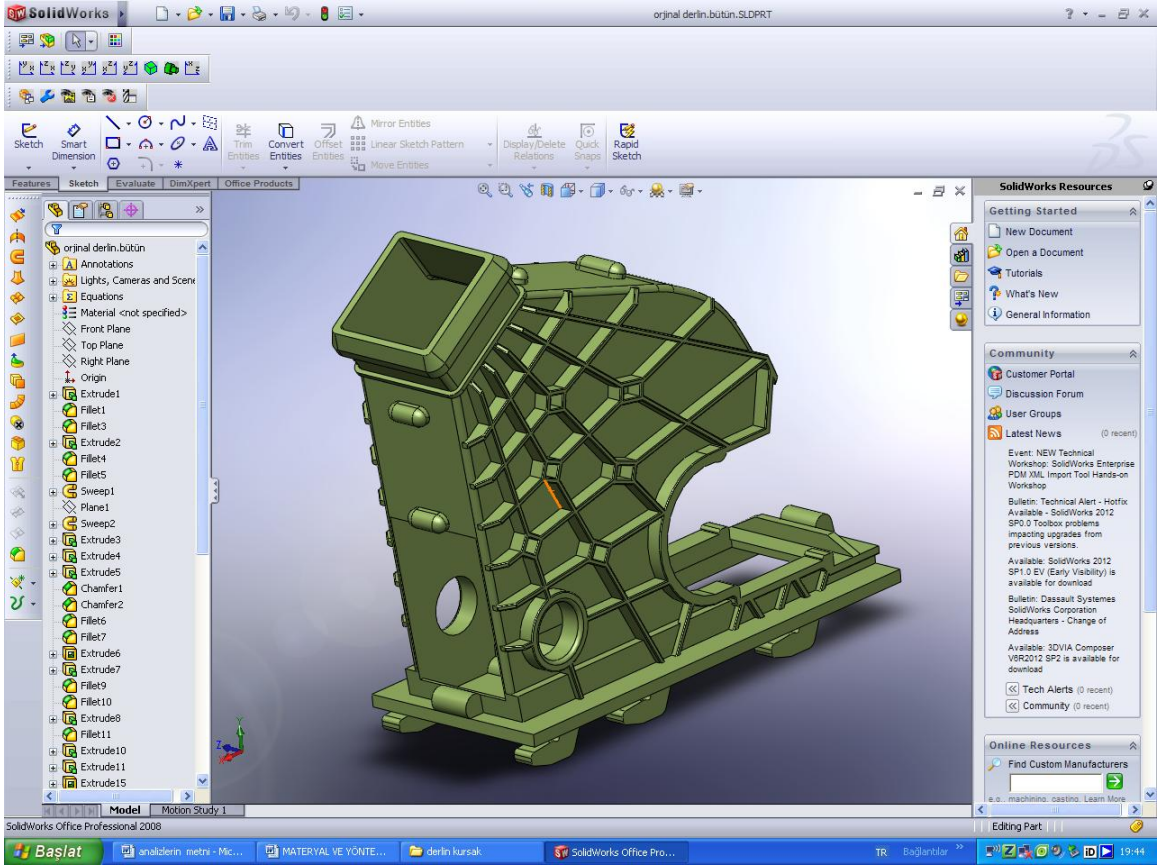 SolidWorks
orjinal derlin.bütün.SLDPRT
Sketch
Smart Dimension
Trim Entities
Convert Entities
Offset Entities
Mirror Entities
Linear Sketch Pattern
Move Entities
Display/Delete Relations
Quick Snaps
Rapid Sketch
Features Sketch Evaluate DimXpert Office Products
orjinal derlin.bütün
Annotations
Lights, Cameras and Scene
Equations
Material <not specified>
Front Plane
Top Plane
Right Plane
Origin
Extrude1
Fillet1
Fillet3
Extrude2
Fillet4
Fillet5
Sweep1
Plane1
Sweep2
Extrude3
Extrude4
Extrude5
Chamfer1
Chamfer2
Fillet6
Fillet7
Extrude6
Extrude7
Fillet9
Fillet10
Extrude8
Fillet11
Extrude10
Extrude11
Extrude15
Model Motion Study 1
SolidWorks Resources
Getting Started
New Document
Open a Document
Tutorials
What's New
General Information
Community
Customer Portal
Discussion Forum
User Groups
Latest News (0 recent)
Event: NEW Technical
Workshop: SolidWorks Enterprise
PDM XML Import Tool Hands-on
Workshop
Bulletin: Technical Alert - Hotfix
Available - SolidWorks 2012
SP0.0 Toolbox problems
impacting upgrades from
previous versions.
Available: SolidWorks 2012
SP1.0 EV (Early Visibility) is
available for download
Bulletin: Dassault Systemes
SolidWorks Corporation
Headquarters - Change of
Address
Available: 3DVIA Composer
V6R2012 SP2 is available for
download
Tech Alerts (0 recent)
Community (0 recent)
Online Resources
Find Custom Manufacturers
e.g., machining, casting, Learn More
SolidWorks Office Professional 2008
Editing Part
Başlat
analizlerin metni - Mic...
MATERYAL VE YÖNTE...
derlin kursak
SolidWorks Office Pro...
TR
Bağlantılar
19:44